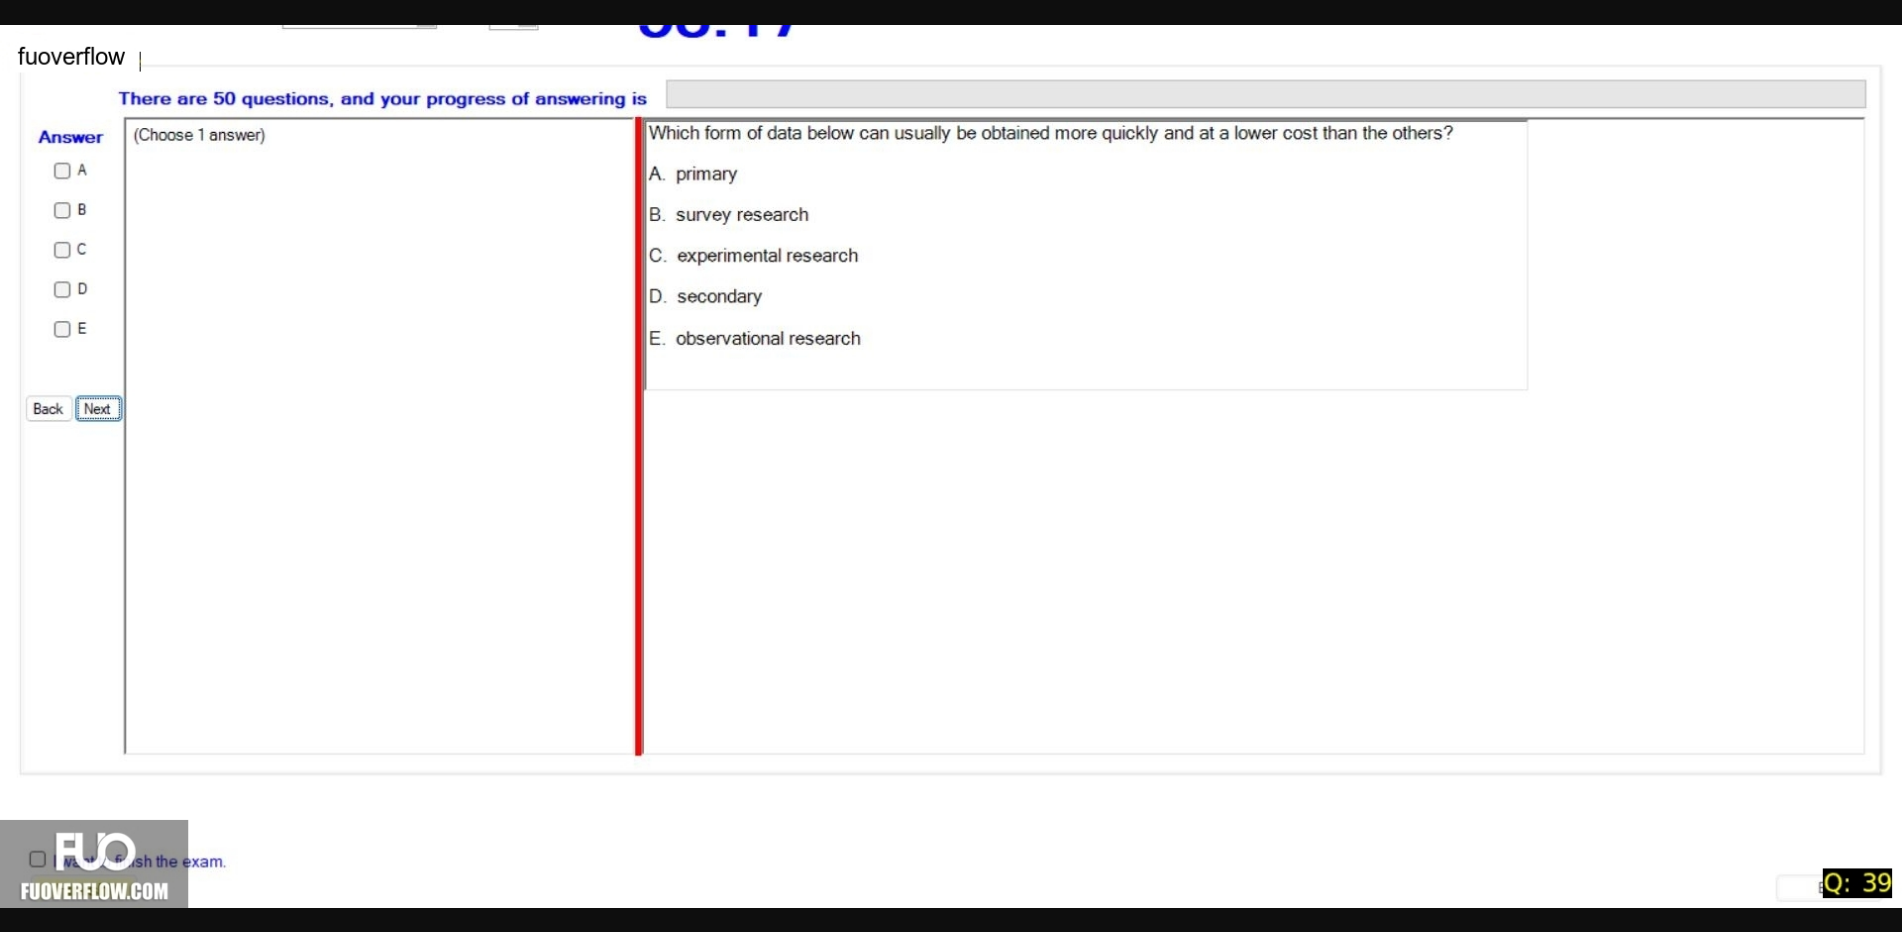 fuoverflow
There are 50 questions, and your progress of answering is
Answer
(Choose 1 answer)
A
B
C
D
E
Back Next
Which form of data below can usually be obtained more quickly and at a lower cost than the others?
A. primary
B. survey research
C. experimental research
D. secondary
E. observational research
the exam.
FUO
FUOVERFLOW.COM
Q: 39